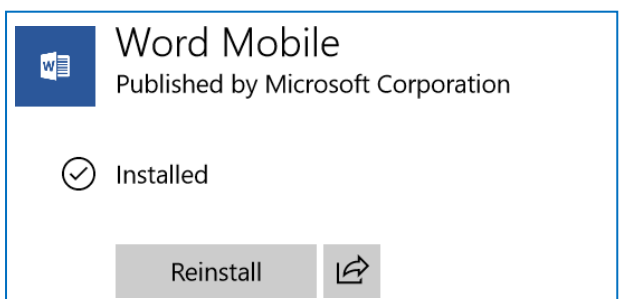 Word Mobile
Published by Microsoft Corporation
W
Installed
Reinstall